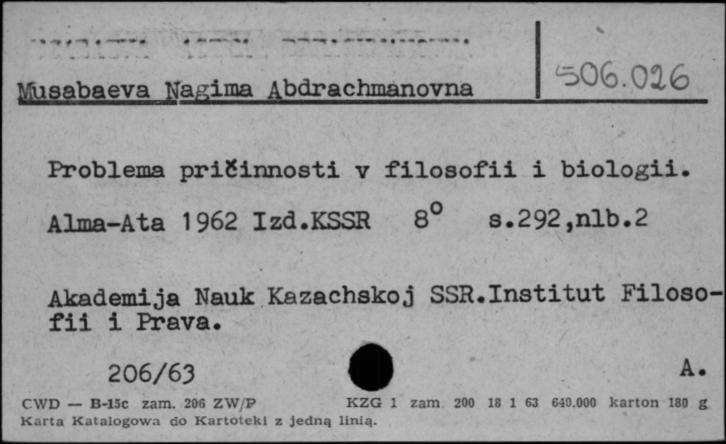 Musabaeva Nagima Abdrachmanovna
506.026
Problema pričinnosti v filosofii i biologii.
Alma-Ata 1962 Izd.KSSR 8° s.292,nlb.2
Akademija Nauk Kazachskoj SSR.Institut Filoso-
fii i Prava.
206/63 A.
CWD — B-15c zam. 206 ZW/P KZG 1 zam 200 18 1 63 640.000 karton 180 g
Karta Katalogowa do Kartoteki z jedną linią.